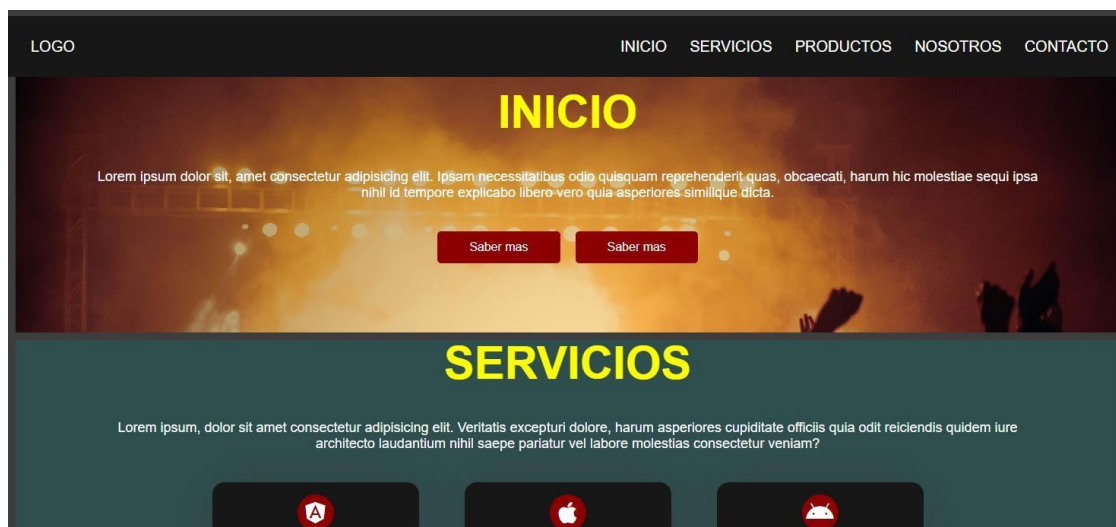 LOGO
INICIO SERVICIOS PRODUCTOS NOSOTROS CONTACTO
INICIO
Lorem ipsum dolor sit, amet consectetur adipisicing elit. Ipsam necessitatibus odio quisquam reprehenderit quas, obcaecati, harum hic molestiae sequi ipsa
nihil id tempore explicabo libero vero quia asperiores similique dicta.
Saber mas Saber mas
SERVICIOS
Lorem ipsum, dolor sit amet consectetur adipisicing elit. Veritatis excepturi dolore, harum asperiores cupiditate officiis quia odit reiciendis quidem iure
architecto laudantium nihil saepe pariatur vel labore molestias consectetur veniam?